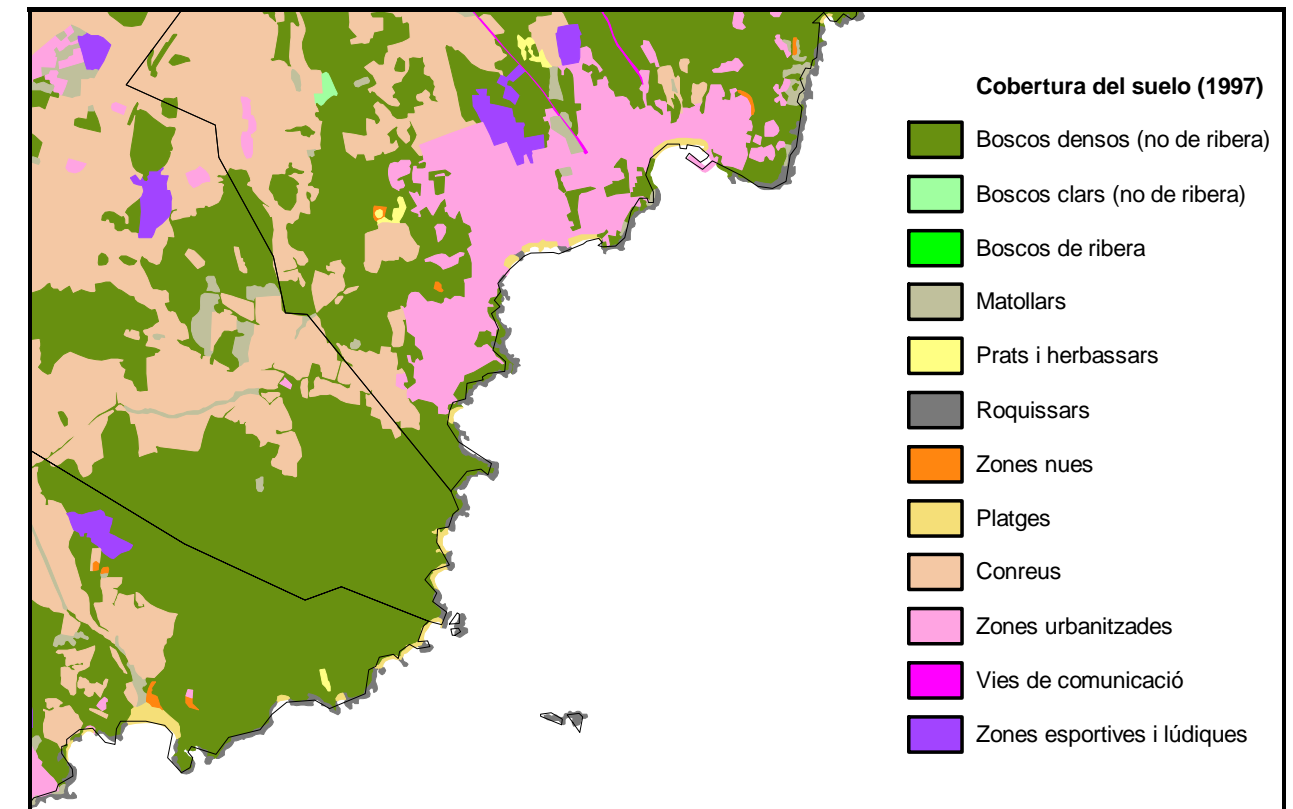 Cobertura del suelo (1997)
Boscos densos (no de ribera)
Boscos clars (no de ribera)
Boscos de ribera
Matollars
Prats i herbassars
Roquissars
Zones nues
Platges
Conreus
Zones urbanitzades
Vies de comunicació
Zones esportives i lúdiques